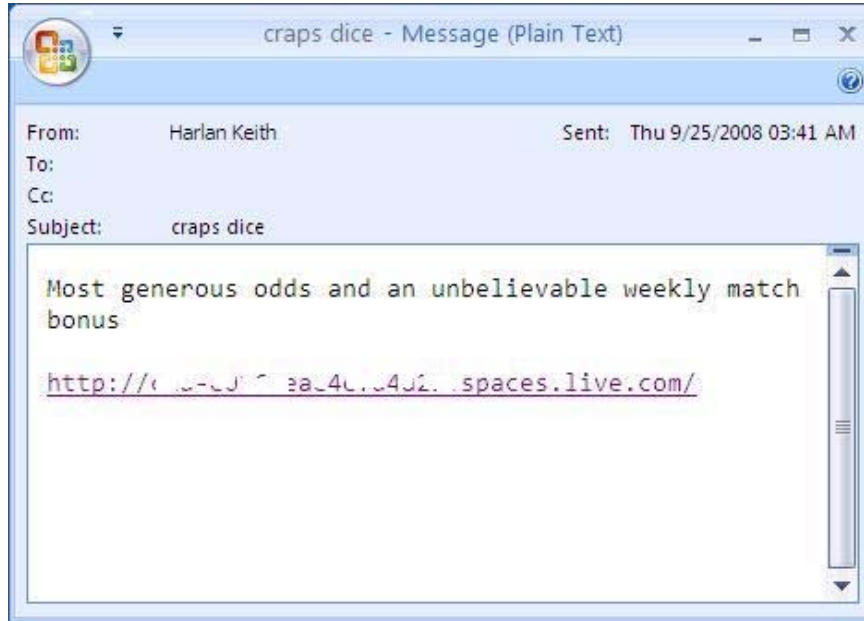 craps dice - Message (Plain Text)
From: Harlan Keith Sent: Thu 9/25/2008 03:41 AM
To:
Cc:
Subject: craps dice
Most generous odds and an unbelievable weekly match
bonus
spaces.live.com/